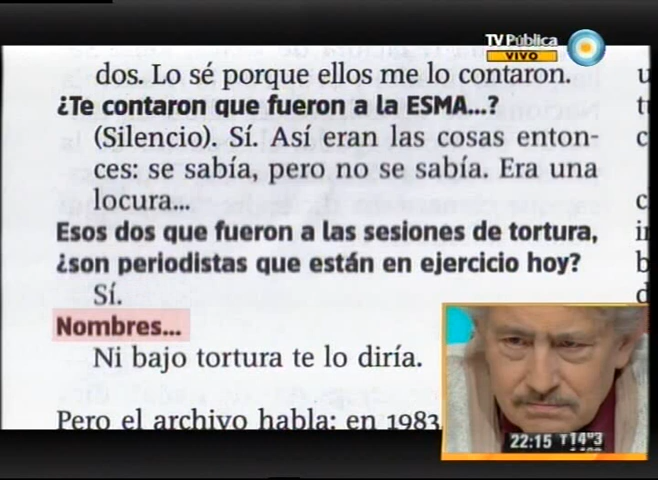 TV Pública
VIVO
dos. Lo sé porque ellos me lo contaron.
¿Te contaron que fueron a la ESMA...?
(Silencio). Sí. Así eran las cosas enton-
ces: se sabía, pero no se sabía. Era una
locura...
Esos dos que fueron a las sesiones de tortura,
¿son periodistas que están en ejercicio hoy?
Sí.
Nombres...
Ni bajo tortura te lo diría.
Pero el archivo habla: en 1983
22:15 T14º3